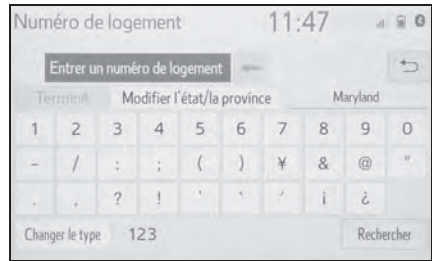 Numéro de logement 11:47
Entrer un numéro de logement
Terminé Modifier l'état/la province Maryland
1 2 3 4 5 6 7 8 9 0
- / : ; ( ) ¥ & @ "
. , ? ! ' ` ´ ¡ ¿
Changer le type 123 Rechercher